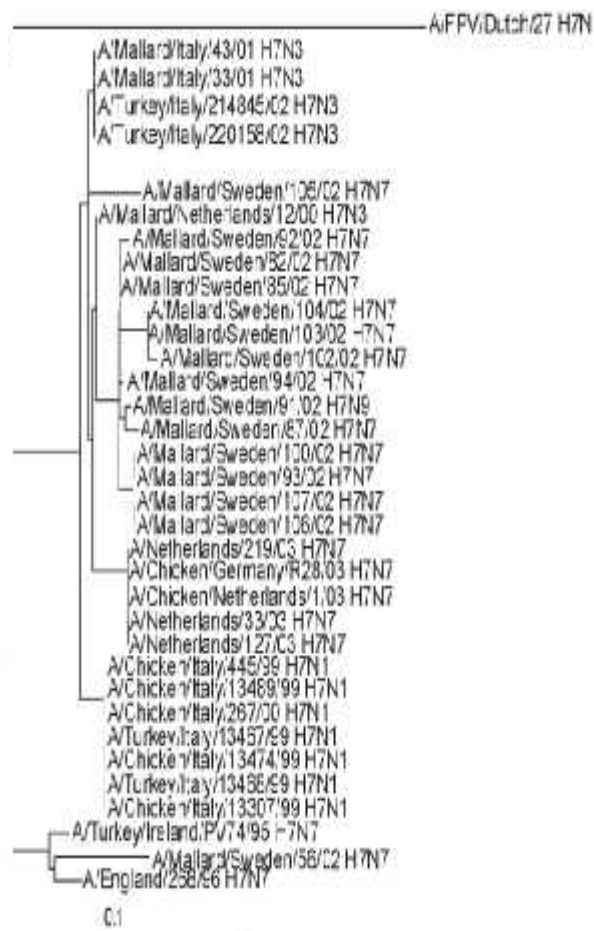 A/FPV/Dutch/27 H7N
A/Mallard/Italy/43/01 H7N3
A/Mallard/Italy/33/01 H7N3
A/Turkey/Italy/214845/02 H7N3
A/Turkey/Italy/220158/02 H7N3
A/Mallard/Sweden/105/02 H7N7
A/Mallard/Netherlands/12/00 H7N3
A/Mallard/Sweden/92/02 H7N7
A/Mallard/Sweden/82/02 H7N7
A/Mallard/Sweden/85/02 H7N7
A/Mallard/Sweden/104/02 H7N7
A/Mallard/Sweden/103/02 H7N7
A/Mallard/Sweden/102/02 H7N7
A/Mallard/Sweden/94/02 H7N7
A/Mallard/Sweden/91/02 H7N9
A/Mallard/Sweden/87/02 H7N7
A/Mallard/Sweden/100/02 H7N7
A/Mallard/Sweden/93/02 H7N7
A/Mallard/Sweden/107/02 H7N7
A/Mallard/Sweden/106/02 H7N7
A/Netherlands/219/03 H7N7
A/Chicken/Germany/R28/03 H7N7
A/Chicken/Netherlands/1/03 H7N7
A/Netherlands/33/03 H7N7
A/Netherlands/127/03 H7N7
A/Chicken/Italy/445/99 H7N1
A/Chicken/Italy/13489/99 H7N1
A/Chicken/Italy/267/00 H7N1
A/Turkey/Italy/13467/99 H7N1
A/Chicken/Italy/13474/99 H7N1
A/Turkey/Italy/13468/99 H7N1
A/Chicken/Italy/13307/99 H7N1
A/Turkey/Ireland/PV74/95 H7N7
A/Mallard/Sweden/56/02 H7N7
A/England/268/96 H7N7
0.1